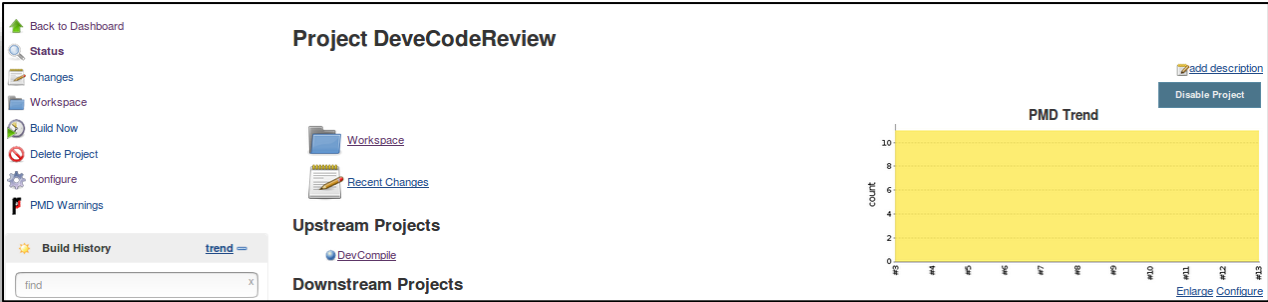 Back to Dashboard
Status
Changes
Workspace
Build Now
Delete Project
Configure
PMD Warnings
Build History trend
find x
Project DeveCodeReview
add description
Disable Project
Workspace
Recent Changes
Upstream Projects
DevCompile
Downstream Projects
PMD Trend
count
10
8
6
4
2
0
#3 #4 #5 #6 #7 #8 #9 #10 #11 #12 #13
Enlarge Configure